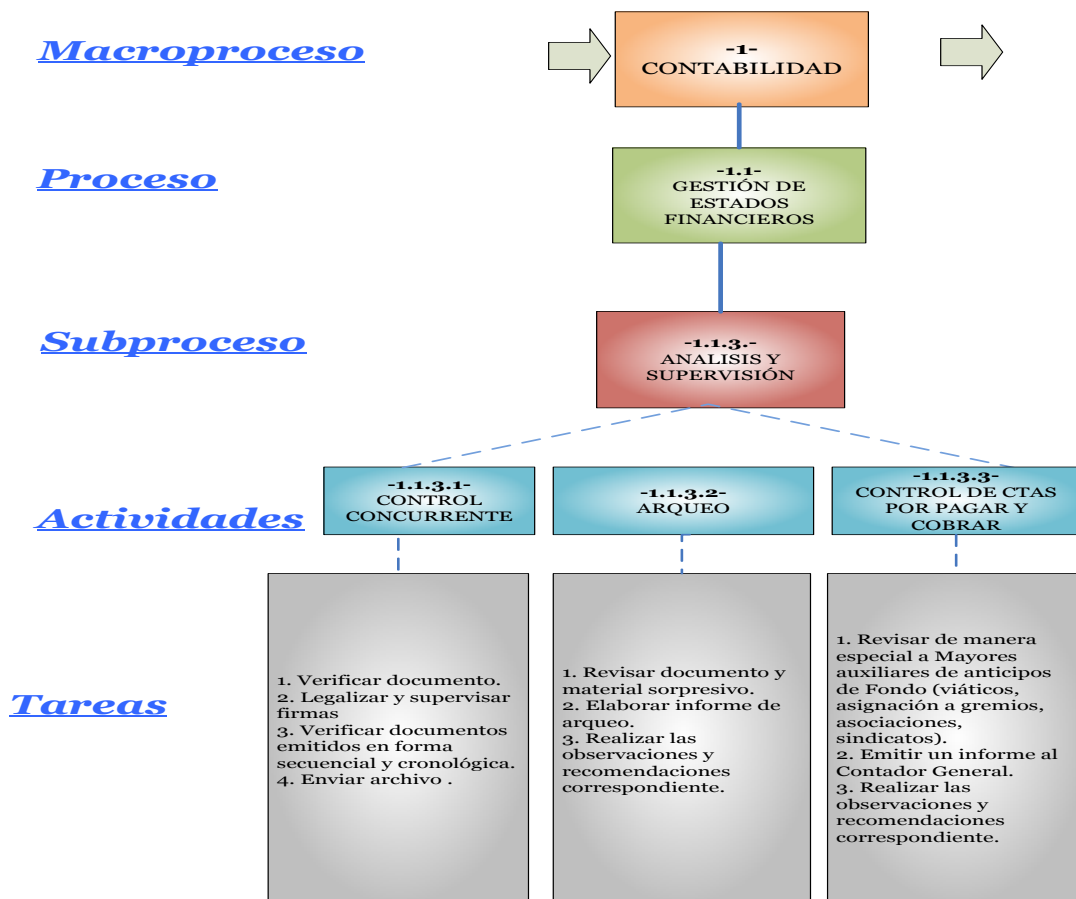 Macroproceso
-1-
CONTABILIDAD
Proceso
-1.1-
GESTIÓN DE
ESTADOS
FINANCIEROS
Subproceso
-1.1.3.-
ANALISIS Y
SUPERVISIÓN
Actividades
-1.1.3.1-
CONTROL
CONCURRENTE
-1.1.3.2-
ARQUEO
-1.1.3.3-
CONTROL DE CTAS
POR PAGAR Y
COBRAR
Tareas
1. Verificar documento.
2. Legalizar y supervisar
firmas
3. Verificar documentos
emitidos en forma
secuencial y cronológica.
4. Enviar archivo .
1. Revisar documento y
material sorpresivo.
2. Elaborar informe de
arqueo.
3. Realizar las
observaciones y
recomendaciones
correspondiente.
1. Revisar de manera
especial a Mayores
auxiliares de anticipos
de Fondo (viáticos,
asignación a gremios,
asociaciones,
sindicatos).
2. Emitir un informe al
Contador General.
3. Realizar las
observaciones y
recomendaciones
correspondiente.